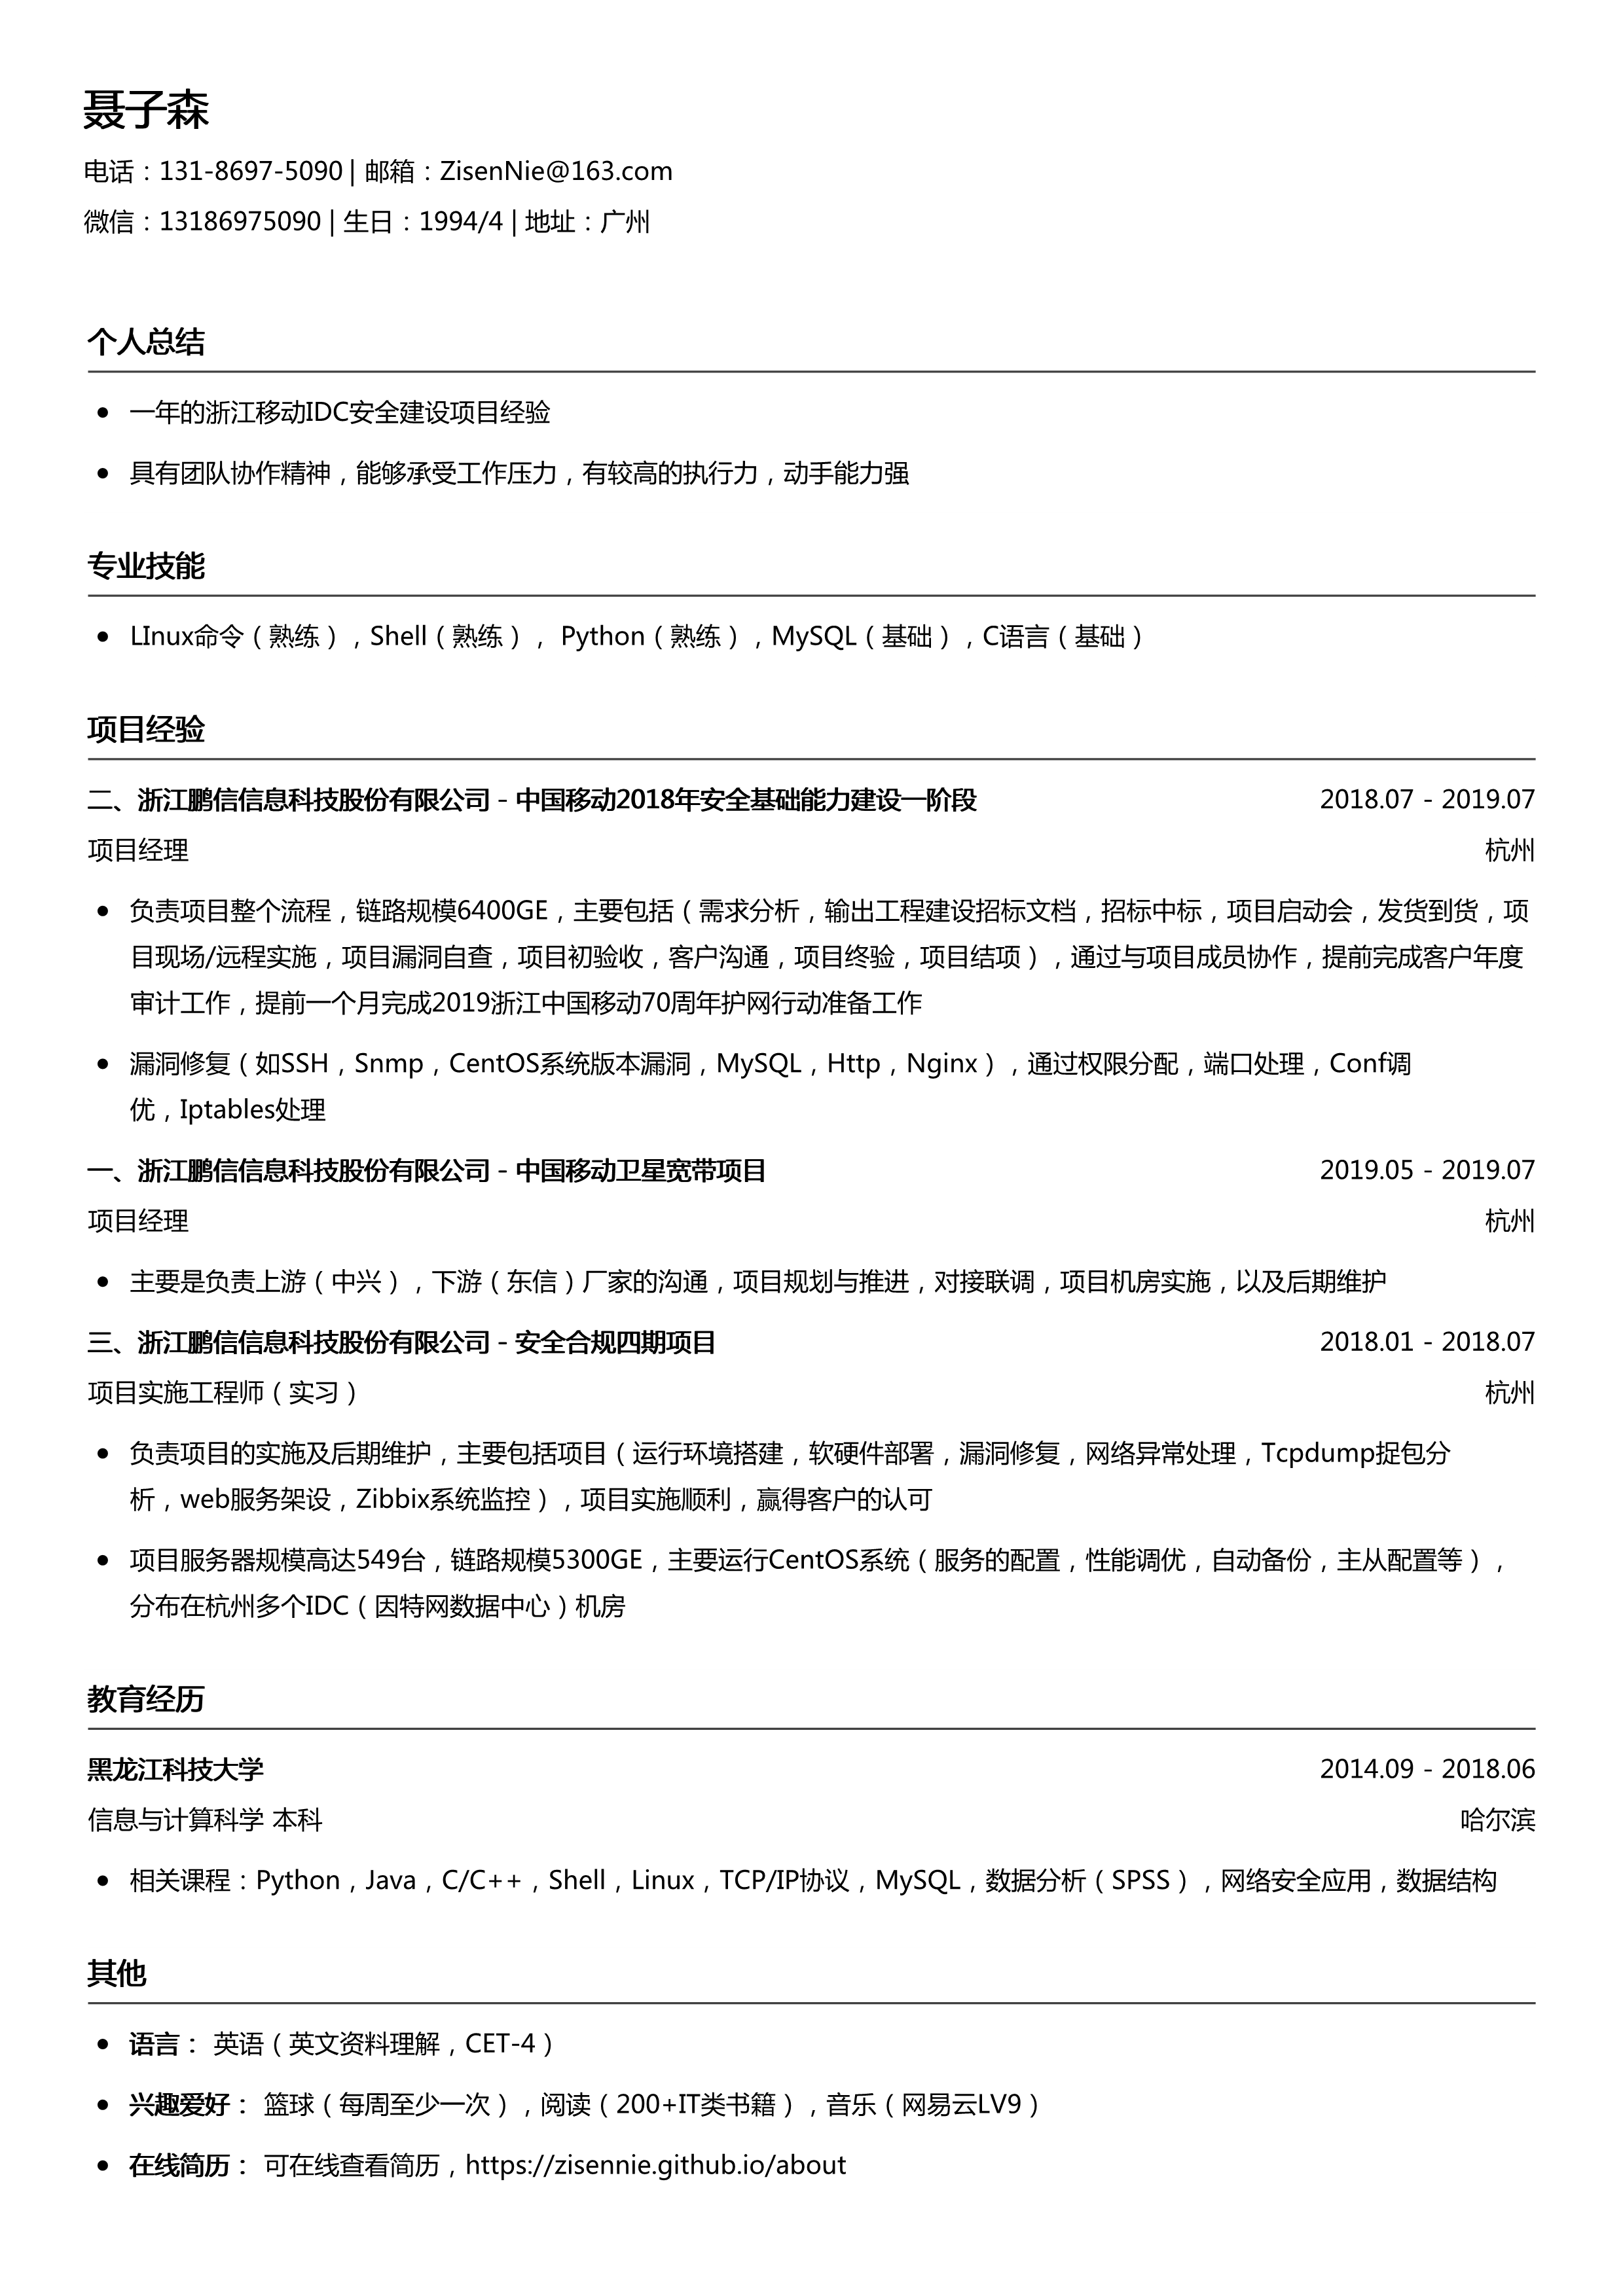 聂子森
电话：131-8697-5090 | 邮箱：ZisenNie@163.com
微信：13186975090 | 生日：1994/4 | 地址：广州
个人总结
● 一年的浙江移动IDC安全建设项目经验
● 具有团队协作精神，能够承受工作压力，有较高的执行力，动手能力强
专业技能
● LInux命令（熟练），Shell（熟练）， Python（熟练），MySQL（基础），C语言（基础）
项目经验
二、浙江鹏信信息科技股份有限公司 - 中国移动2018年安全基础能力建设一阶段 2018.07 - 2019.07
项目经理 杭州
● 负责项目整个流程，链路规模6400GE，主要包括（需求分析，输出工程建设招标文档，招标中标，项目启动会，发货到货，项
目现场/远程实施，项目漏洞自查，项目初验收，客户沟通，项目终验，项目结项），通过与项目成员协作，提前完成客户年度
审计工作，提前一个月完成2019浙江中国移动70周年护网行动准备工作
● 漏洞修复（如SSH，Snmp，CentOS系统版本漏洞，MySQL，Http，Nginx），通过权限分配，端口处理，Conf调
优，Iptables处理
一、浙江鹏信信息科技股份有限公司 - 中国移动卫星宽带项目 2019.05 - 2019.07
项目经理 杭州
● 主要是负责上游（中兴），下游（东信）厂家的沟通，项目规划与推进，对接联调，项目机房实施，以及后期维护
三、浙江鹏信信息科技股份有限公司 - 安全合规四期项目 2018.01 - 2018.07
项目实施工程师（实习） 杭州
● 负责项目的实施及后期维护，主要包括项目（运行环境搭建，软硬件部署，漏洞修复，网络异常处理，Tcpdump捉包分
析，web服务架设，Zibbix系统监控），项目实施顺利，赢得客户的认可
● 项目服务器规模高达549台，链路规模5300GE，主要运行CentOS系统（服务的配置，性能调优，自动备份，主从配置等），
分布在杭州多个IDC（因特网数据中心）机房
教育经历
黑龙江科技大学 2014.09 - 2018.06
信息与计算科学 本科 哈尔滨
● 相关课程：Python，Java，C/C++，Shell，Linux，TCP/IP协议，MySQL，数据分析（SPSS），网络安全应用，数据结构
其他
● 语言： 英语（英文资料理解，CET-4）
● 兴趣爱好： 篮球（每周至少一次），阅读（200+IT类书籍），音乐（网易云LV9）
● 在线简历： 可在线查看简历，https://zisennie.github.io/about